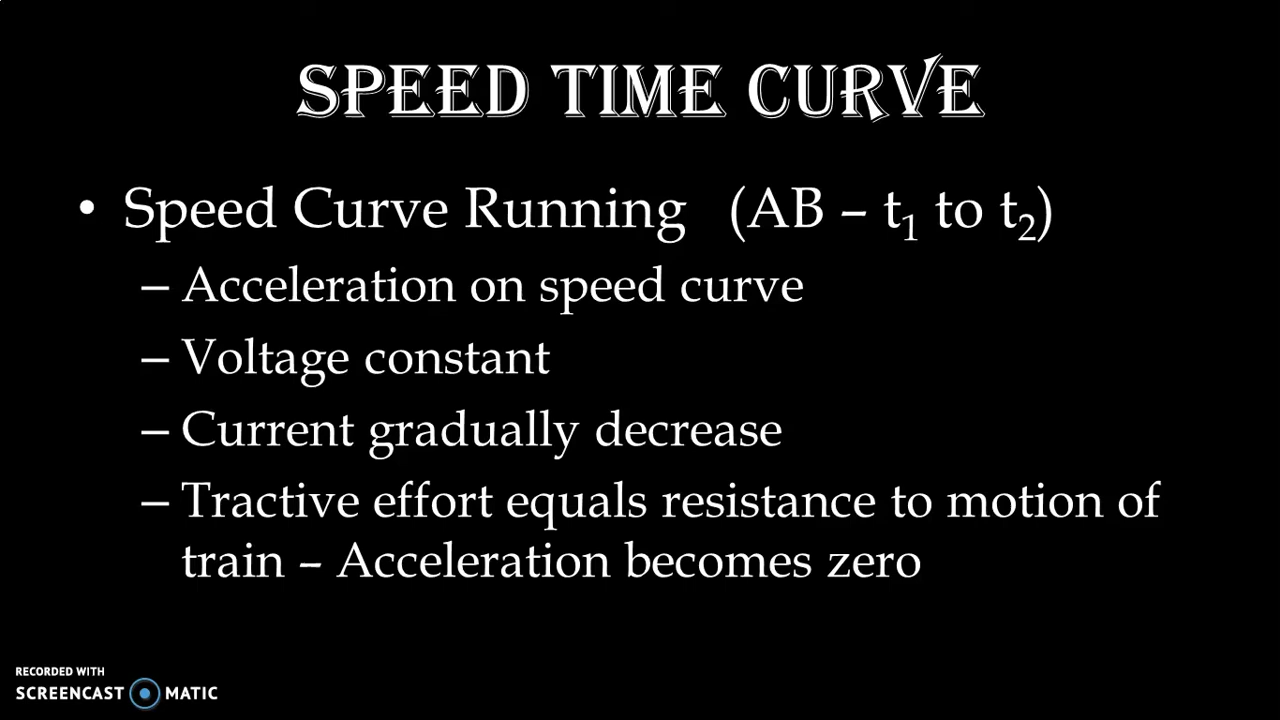 SPEED TIME CURVE
• Speed Curve Running (AB – t₁ to t₂)
– Acceleration on speed curve
– Voltage constant
– Current gradually decrease
– Tractive effort equals resistance to motion of
train – Acceleration becomes zero
RECORDED WITH
SCREENCAST MATIC